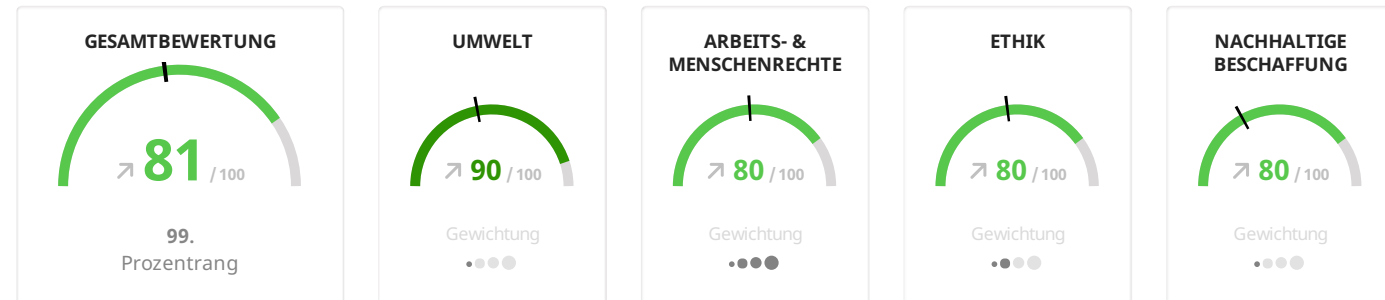 GESAMTBEWERTUNG
81 / 100
99.
Prozentrang
UMWELT
90 / 100
Gewichtung
ARBEITS- &
MENSCHENRECHTE
80 / 100
Gewichtung
ETHIK
80 / 100
Gewichtung
NACHHALTIGE
BESCHAFFUNG
80 / 100
Gewichtung